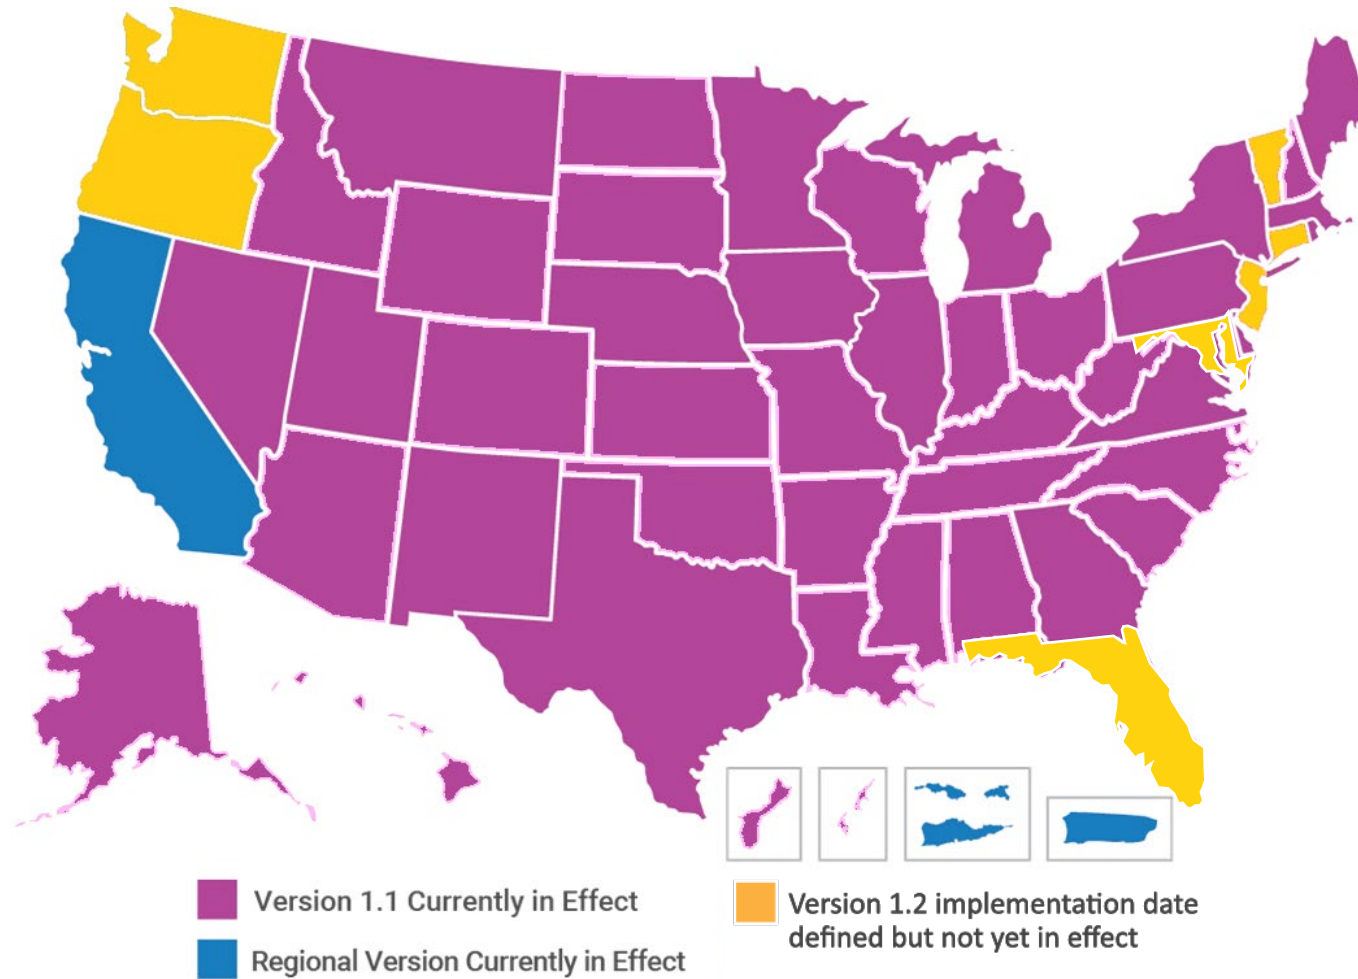 Version 1.1 Currently in Effect
Regional Version Currently in Effect
Version 1.2 implementation date
defined but not yet in effect